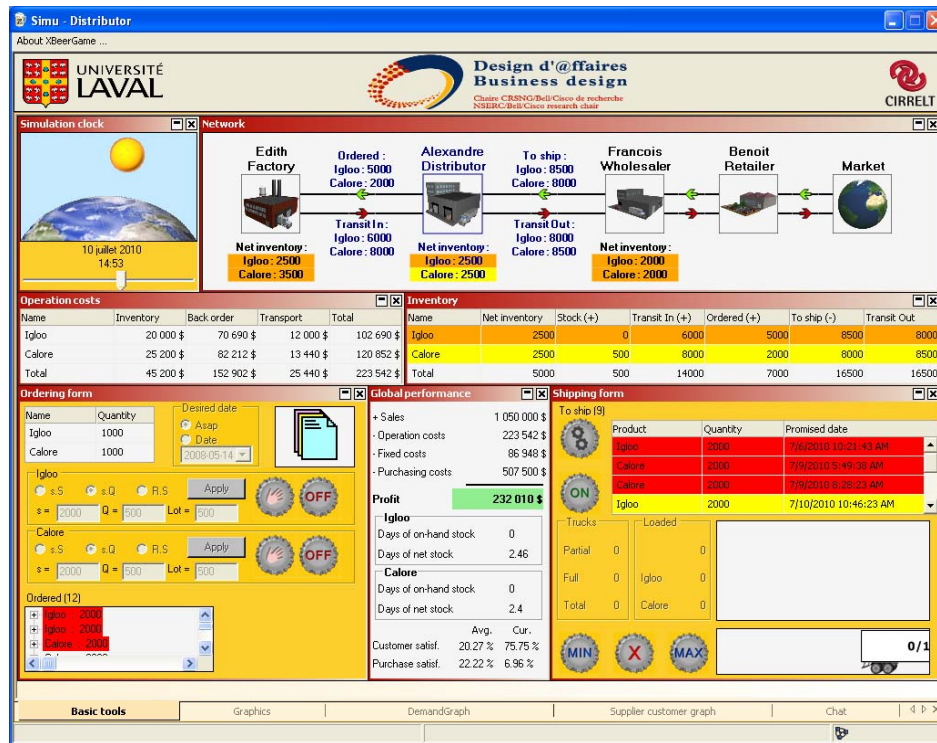 Simu - Distributor
About XBeerGame ...
UNIVERSITÉ
LAVAL
Design d'@ffaires
Business design
Chaire CRSNG/Bell/Cisco de recherche
NSERC/Bell/Cisco research chair
CIRRELT
Simulation clock
10 juillet 2010
14:53
Network
Edith
Factory
Ordered :
Igloo : 5000
Calore : 2000
Alexandre
Distributor
To ship :
Igloo : 8500
Calore : 8000
Francois
Wholesaler
Benoit
Retailer
Market
Transit In :
Igloo : 6000
Calore : 8000
Transit Out :
Igloo : 8000
Calore : 8500
Net inventory :
Igloo : 2500
Calore : 3500
Net inventory :
Igloo : 2500
Calore : 2500
Net inventory :
Igloo : 2000
Calore : 2000
Operation costs
Name Inventory Back order Transport Total
Igloo 20 000 $ 70 690 $ 12 000 $ 102 690 $
Calore 25 200 $ 82 212 $ 13 440 $ 120 852 $
Total 45 200 $ 152 902 $ 25 440 $ 223 542 $
Inventory
Name Net inventory Stock (+) Transit In (+) Ordered (+) To ship (-) Transit Out
Igloo 2500 0 6000 5000 8500 8000
Calore 2500 500 8000 2000 8000 8500
Total 5000 500 14000 7000 16500 16500
Ordering form
Name Quantity
Igloo 1000
Calore 1000
Desired date
Asap
Date
2008-05-14
Igloo
s.S s.Q R.S Apply
OFF
s = 2000 Q = 500 Lot = 500
Calore
s.S s.Q R.S Apply
OFF
s = 2000 Q = 500 Lot = 500
Ordered (12)
Igloo : 2000
Igloo : 2000
Calore : 2000
Global performance
+ Sales 1 050 000 $
- Operation costs 223 542 $
- Fixed costs 86 948 $
- Purchasing costs 507 500 $
Profit 232 010 $
Igloo
Days of on-hand stock 0
Days of net stock 2.46
Calore
Days of on-hand stock 0
Days of net stock 2.4
Avg. Cur.
Customer satisf. 20.27 % 75.75 %
Purchase satisf. 22.22 % 6.96 %
Shipping form
To ship (9)
Product Quantity Promised date
Igloo 2000 7/6/2010 10:21:43 AM
Calore 2000 7/9/2010 5:49:38 AM
Calore 2000 7/9/2010 8:28:23 AM
Igloo 2000 7/10/2010 10:46:23 AM
ON
Trucks
Partial 0
Full 0
Total 0
Loaded
0
Igloo 0
Calore 0
MIN
X
MAX
0/1
Basic tools
Graphics
DemandGraph
Supplier customer graph
Chat